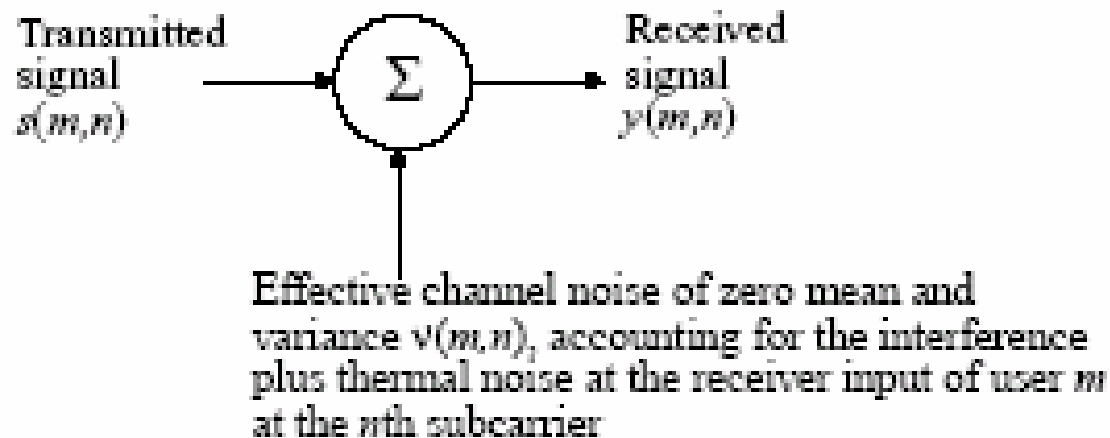 Transmitted
signal
s(m,n)
Σ
Received
signal
y(m,n)
Effective channel noise of zero mean and
variance ν(m,n), accounting for the interference
plus thermal noise at the receiver input of user m
at the nth subcarrier